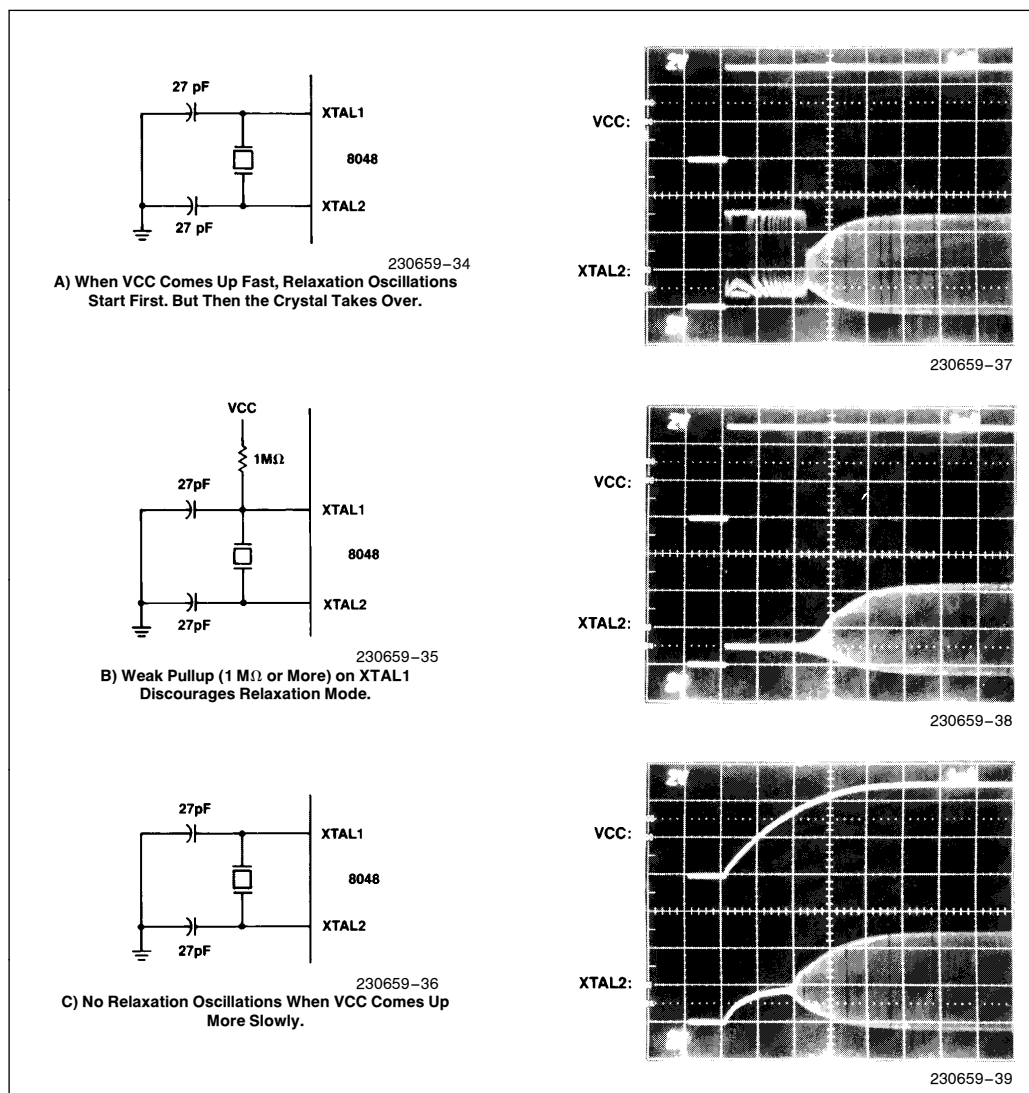 27 pF
XTAL1
8048
XTAL2
27 pF
230659-34
A) When VCC Comes Up Fast, Relaxation Oscillations
Start First. But Then the Crystal Takes Over.
VCC:
XTAL2:
230659-37
VCC
1MΩ
27pF
XTAL1
8048
XTAL2
27pF
230659-35
B) Weak Pullup (1 MΩ or More) on XTAL1
Discourages Relaxation Mode.
VCC:
XTAL2:
230659-38
27pF
XTAL1
8048
XTAL2
27pF
230659-36
C) No Relaxation Oscillations When VCC Comes Up
More Slowly.
VCC:
XTAL2:
230659-39